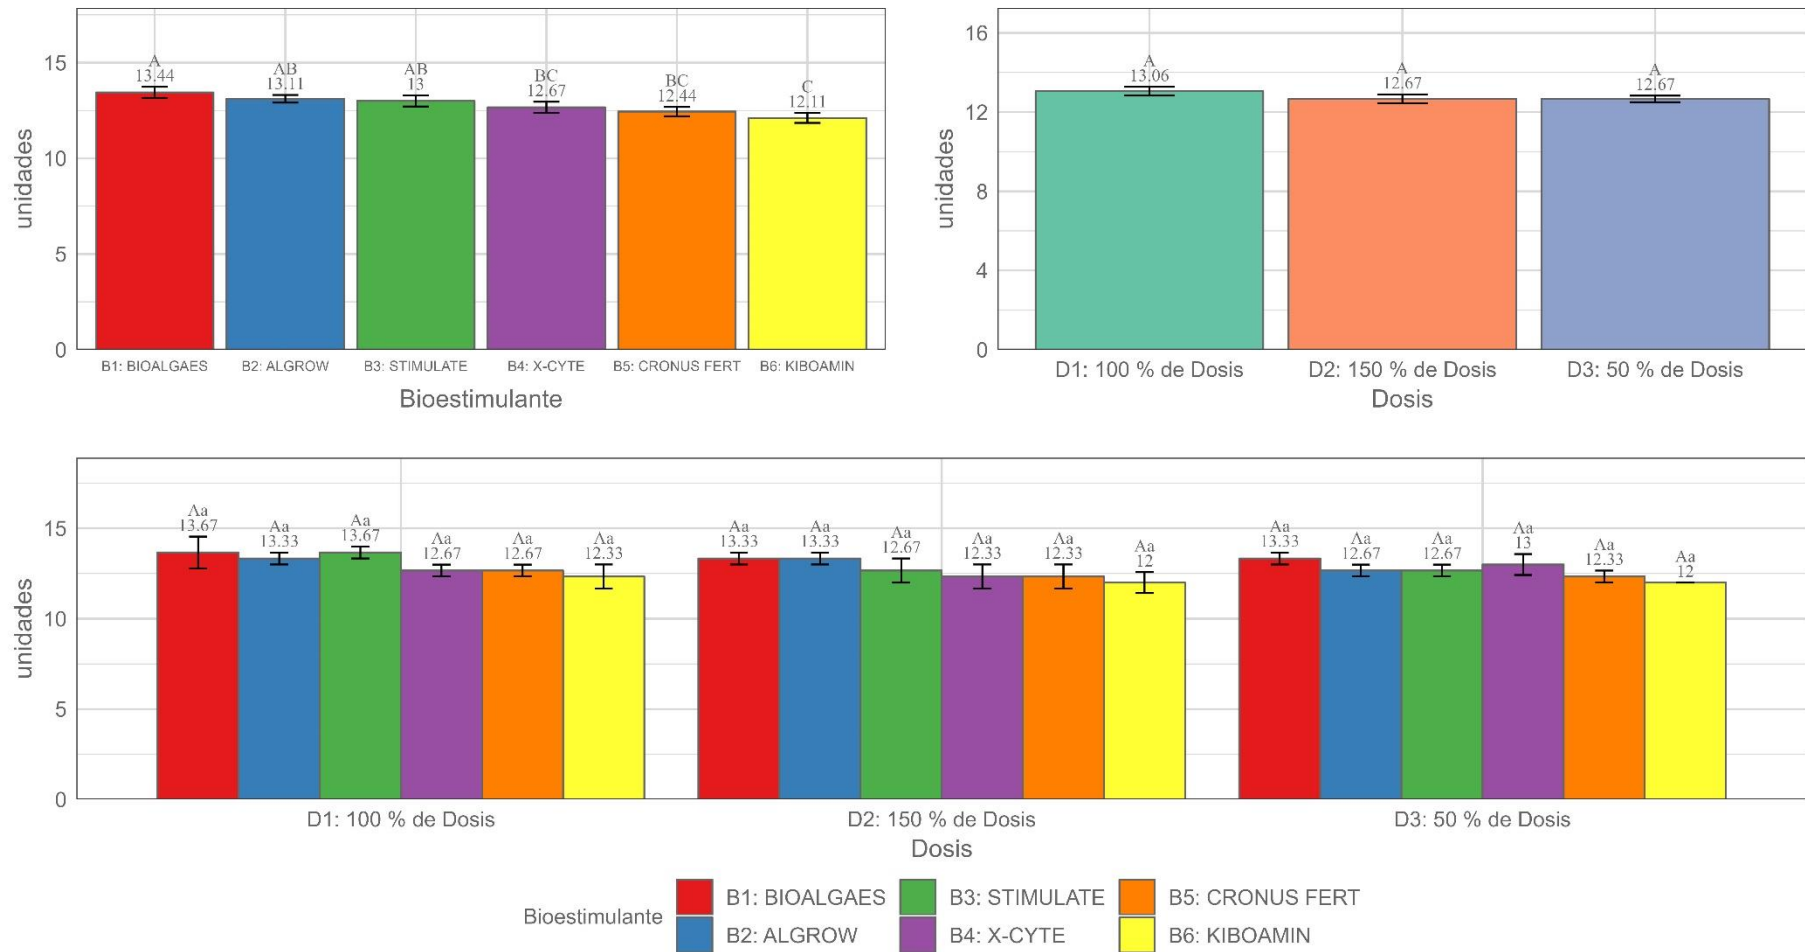 unidades
15
10
5
0
A
13.44
AB
13.11
AB
13
BC
12.67
BC
12.44
C
12.11
B1: BIOALGAES B2: ALGROW B3: STIMULATE B4: X-CYTE B5: CRONUS FERT B6: KIBOAMIN
Bioestimulante
unidades
16
12
8
4
0
A
13.06
A
12.67
A
12.67
D1: 100 % de Dosis D2: 150 % de Dosis D3: 50 % de Dosis
Dosis
unidades
15
10
5
0
Aa
13.67
Aa
13.33
Aa
13.67
Aa
12.67
Aa
12.67
Aa
12.33
Aa
13.33
Aa
13.33
Aa
12.67
Aa
12.33
Aa
12.33
Aa
12
Aa
13.33
Aa
12.67
Aa
12.67
Aa
13
Aa
12.33
Aa
12
D1: 100 % de Dosis D2: 150 % de Dosis D3: 50 % de Dosis
Dosis
Bioestimulante
B1: BIOALGAES B3: STIMULATE B5: CRONUS FERT
B2: ALGROW B4: X-CYTE B6: KIBOAMIN